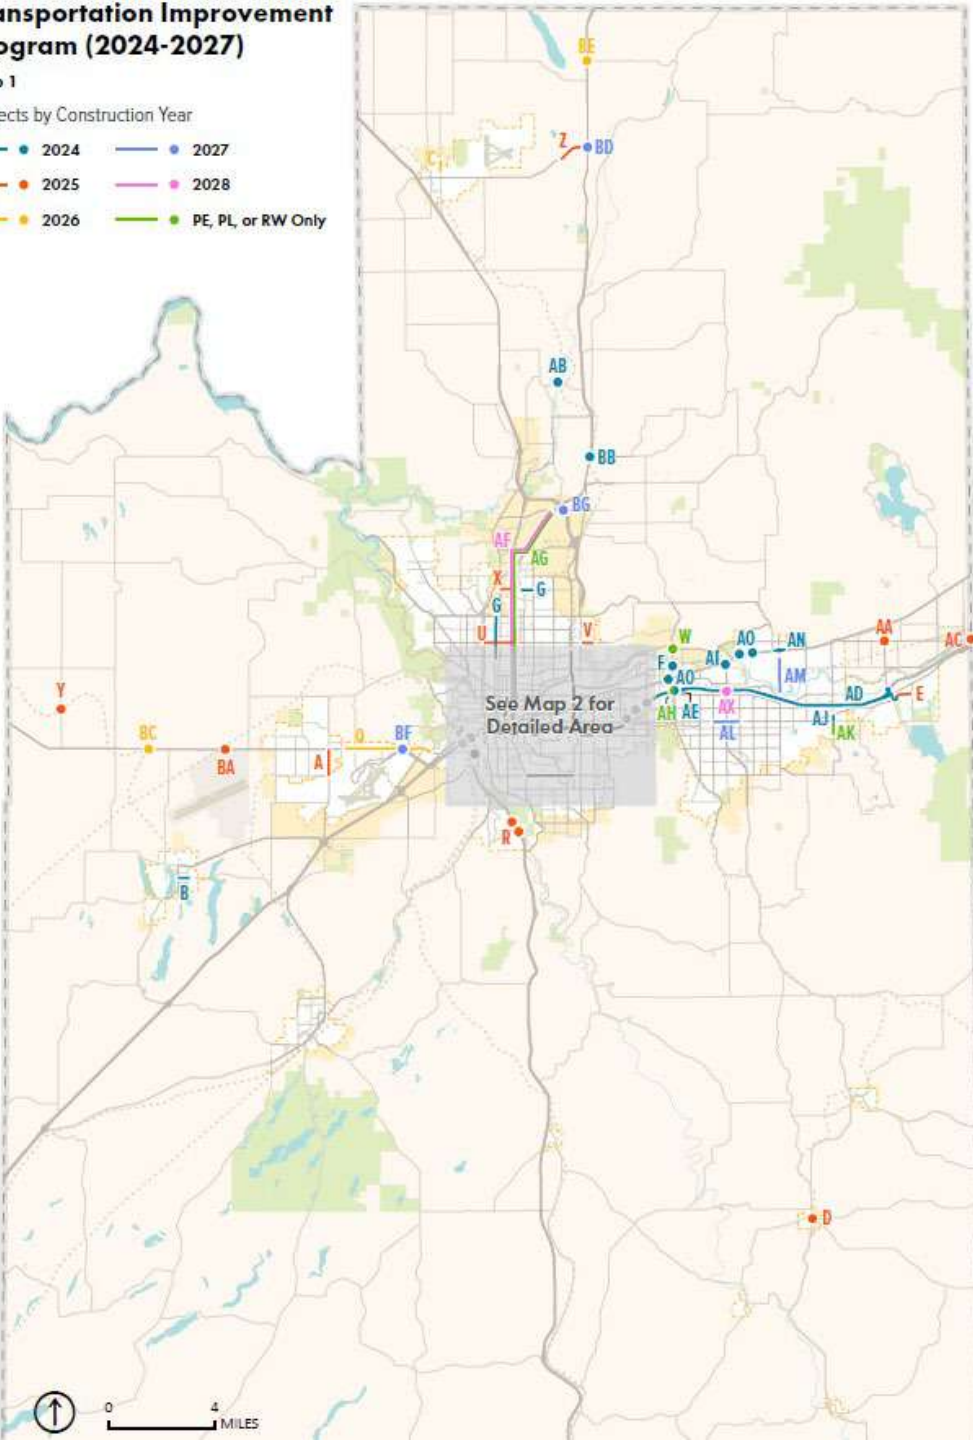 ansportation Improvement
ogram (2024-2027)
p 1
ects by Construction Year
2024
2027
2025
2028
2026
PE, PL, or RW Only
BE
C
Z
BD
AB
BB
BG
AF
AG
X
G
G
U
V
W
F
AO
AI
AO
AN
AM
AA
AC
AH
AE
AX
AL
AD
AJ
AK
E
See Map 2 for
Detailed Area
Y
BC
BA
A
Q
BF
R
B
D
0
4
MILES